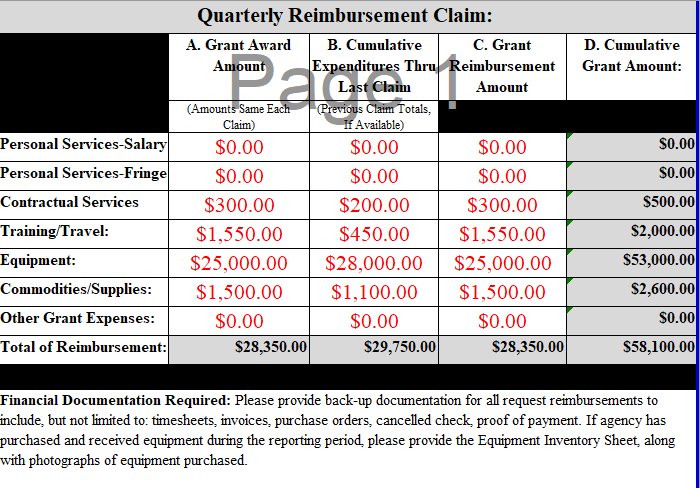 Quarterly Reimbursement Claim:
A. Grant Award Amount B. Cumulative Expenditures Thru Last Claim C. Grant Reimbursement Amount D. Cumulative Grant Amount:
Page 1
(Amounts Same Each Claim) (Previous Claim Totals, If Available)
Personal Services-Salary $0.00 $0.00 $0.00 $0.00
Personal Services-Fringe $0.00 $0.00 $0.00 $0.00
Contractual Services $300.00 $200.00 $300.00 $500.00
Training/Travel: $1,550.00 $450.00 $1,550.00 $2,000.00
Equipment: $25,000.00 $28,000.00 $25,000.00 $53,000.00
Commodities/Supplies: $1,500.00 $1,100.00 $1,500.00 $2,600.00
Other Grant Expenses: $0.00 $0.00 $0.00 $0.00
Total of Reimbursement: $28,350.00 $29,750.00 $28,350.00 $58,100.00
Financial Documentation Required: Please provide back-up documentation for all request reimbursements to
include, but not limited to: timesheets, invoices, purchase orders, cancelled check, proof of payment. If agency has
purchased and received equipment during the reporting period, please provide the Equipment Inventory Sheet, along
with photographs of equipment purchased.